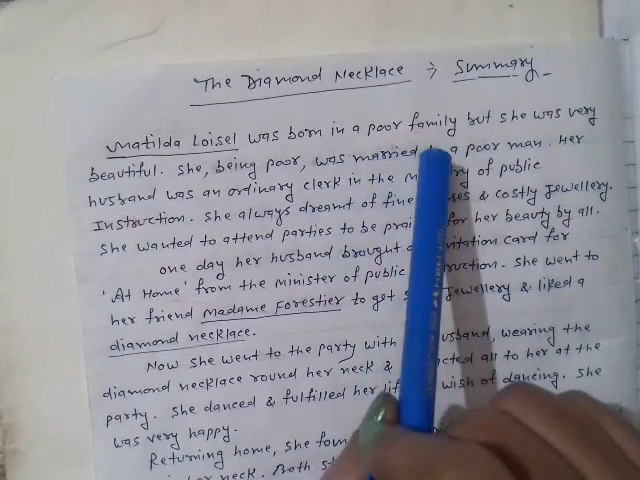 The Diamond Necklace :- Summary
Matilda Loisel was born in a poor family but she was very
beautiful. She, being poor, was married a poor man. Her
husband was an ordinary clerk in the of public
Instruction. She always dreamt of fine & costly Jewellery.
She wanted to attend parties to be for her beauty by all.
one day her husband brought card for
'At Home' from the minister of public She went to
her friend Madame Forestier to get Jewellery & liked a
diamond necklace.
Now she went to the party with wearing the
diamond necklace round her neck & all to her at the
party. She danced & fulfilled her wish of dancing. She
was very happy.
Returning home, she
her neck. Both